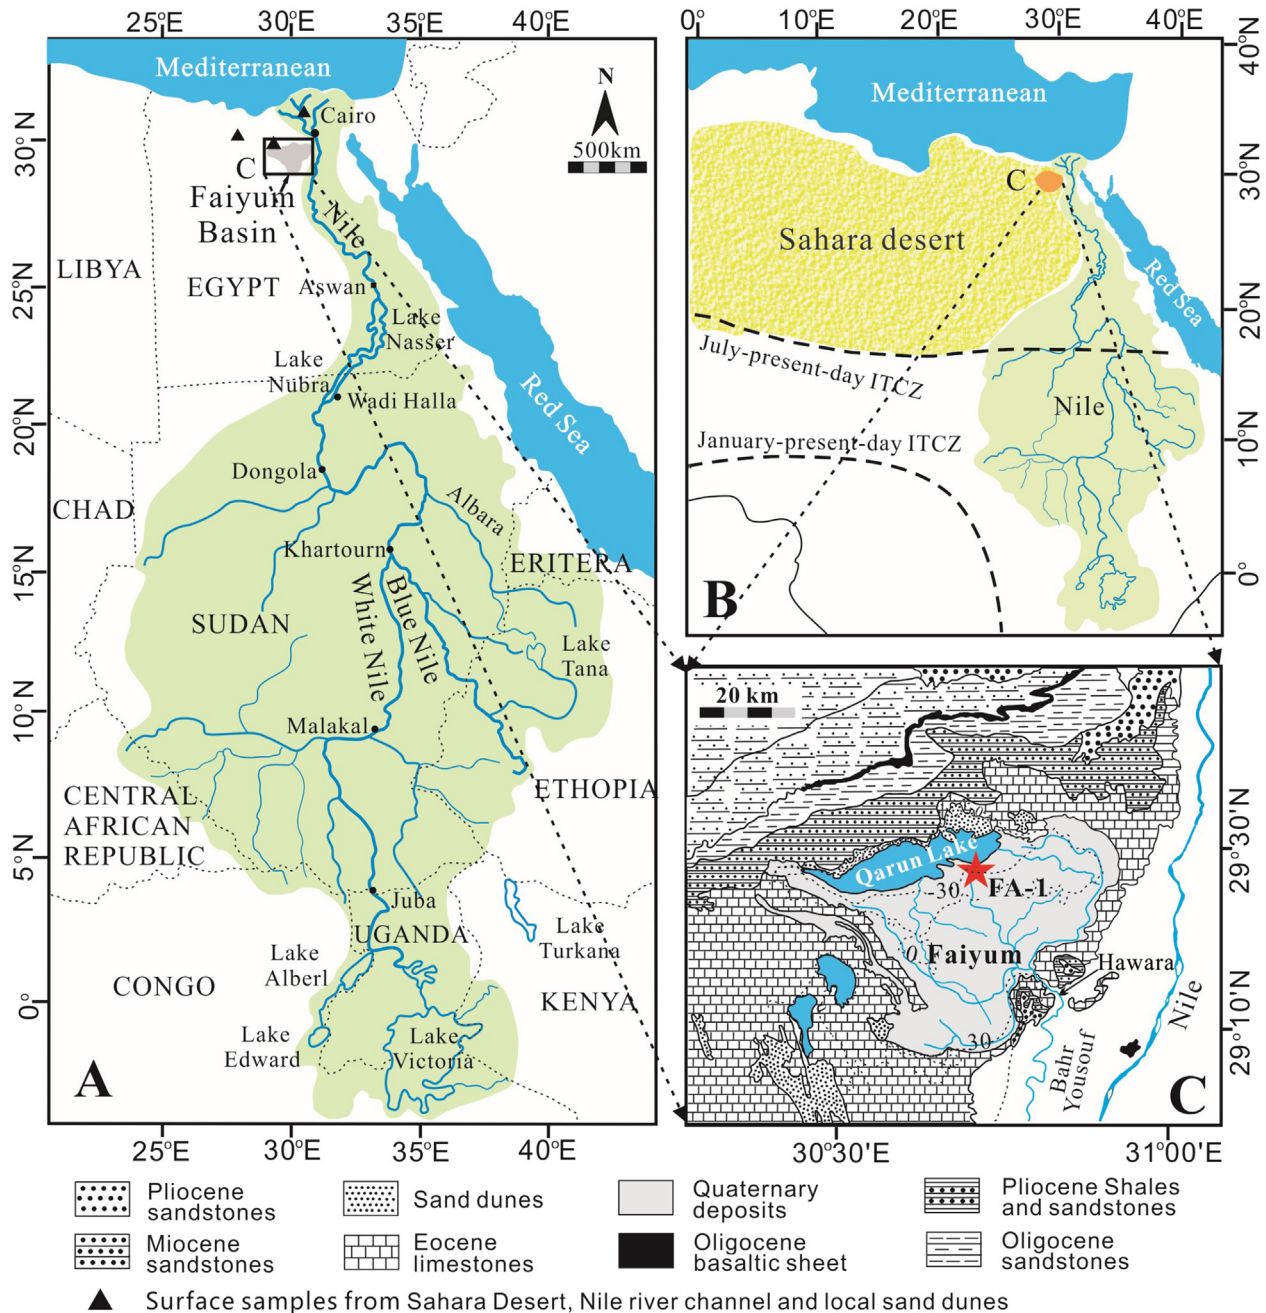 25°E 30°E 35°E 40°E
0° 10°E 20°E 30°E 40°E
Mediterranean
N
500km
Cairo
C
Faiyum
Basin
Nile
LIBYA
EGYPT
Aswan
Lake
Nasser
Lake
Nubra
Wadi Halla
Red Sea
Dongola
CHAD
Albara
Khartourn
ERITERA
White Nile
Blue Nile
SUDAN
Lake
Tana
Malakal
ETHOPIA
CENTRAL
AFRICAN
REPUBLIC
Juba
UGANDA
Lake
Turkana
Lake
Alberl
CONGO
KENYA
Lake
Edward
Lake
Victoria
A
30°N
25°N
20°N
15°N
10°N
5°N
0°
25°E 30°E 35°E 40°E
Mediterranean
C
Sahara desert
Red Sea
July-present-day ITCZ
Nile
January-present-day ITCZ
B
40°N
30°N
20°N
10°N
0°
20 km
Qarun Lake
-30
FA-1
0
Faiyum
Hawara
30
Bahr
Yousouf
Nile
C
29°30'N
29°10'N
30°30'E 31°00'E
Pliocene
sandstones
Sand dunes
Quaternary
deposits
Pliocene Shales
and sandstones
Miocene
sandstones
Eocene
limestones
Oligocene
basaltic sheet
Oligocene
sandstones
Surface samples from Sahara Desert, Nile river channel and local sand dunes